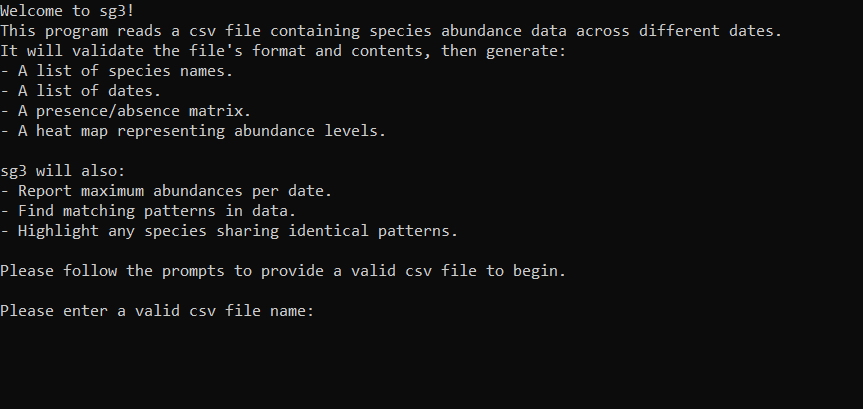 Welcome to sg3!
This program reads a csv file containing species abundance data across different dates.
It will validate the file's format and contents, then generate:
- A list of species names.
- A list of dates.
- A presence/absence matrix.
- A heat map representing abundance levels.
sg3 will also:
- Report maximum abundances per date.
- Find matching patterns in data.
- Highlight any species sharing identical patterns.
Please follow the prompts to provide a valid csv file to begin.
Please enter a valid csv file name: